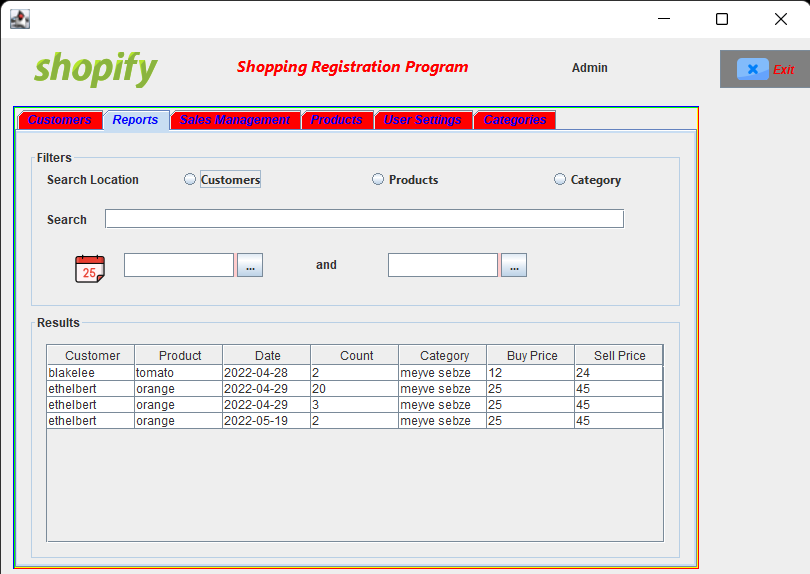 shopify Shopping Registration Program Admin Exit
Customers Reports Sales Management Products User Settings Categories
Filters
Search Location Customers Products Category
Search
25 ... and ...
Results
Customer Product Date Count Category Buy Price Sell Price
blakelee tomato 2022-04-28 2 meyve sebze 12 24
ethelbert orange 2022-04-29 20 meyve sebze 25 45
ethelbert orange 2022-04-29 3 meyve sebze 25 45
ethelbert orange 2022-05-19 2 meyve sebze 25 45